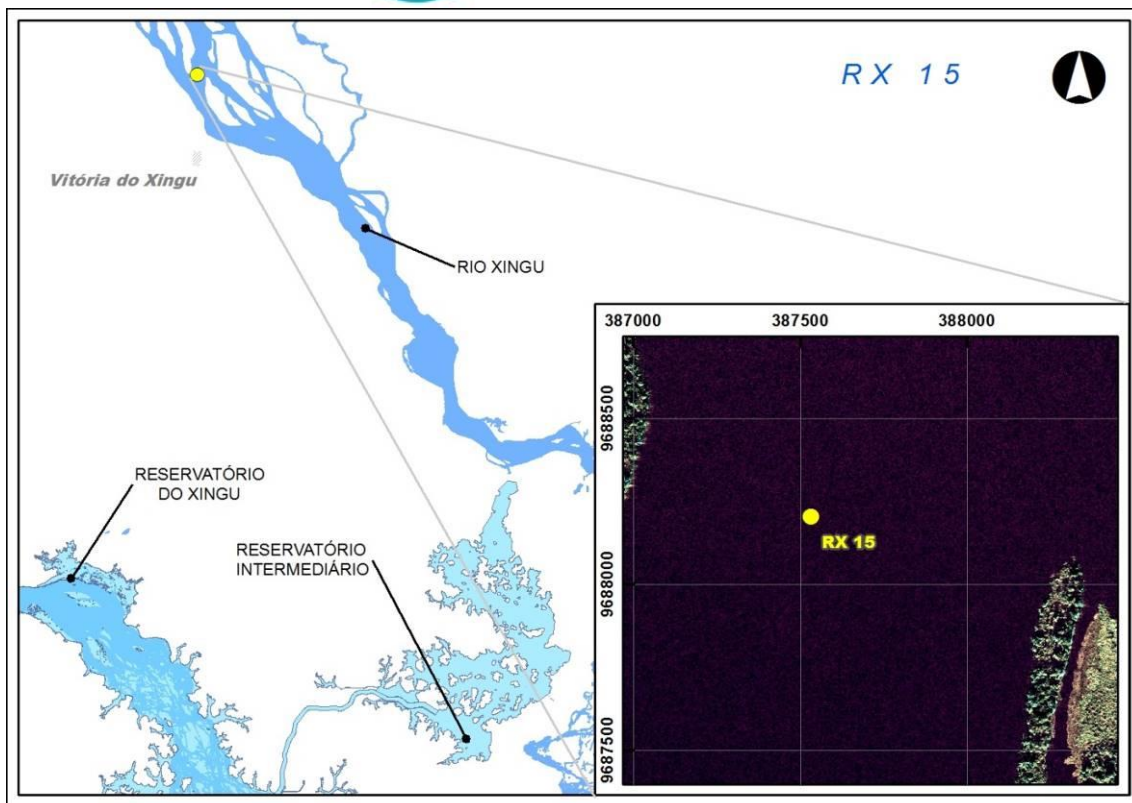 RX 15
Vitória do Xingu
RIO XINGU
RESERVATÓRIO
DO XINGU
RESERVATÓRIO
INTERMEDIÁRIO
387000
387500
388000
9688500
9688000
9687500
RX 15